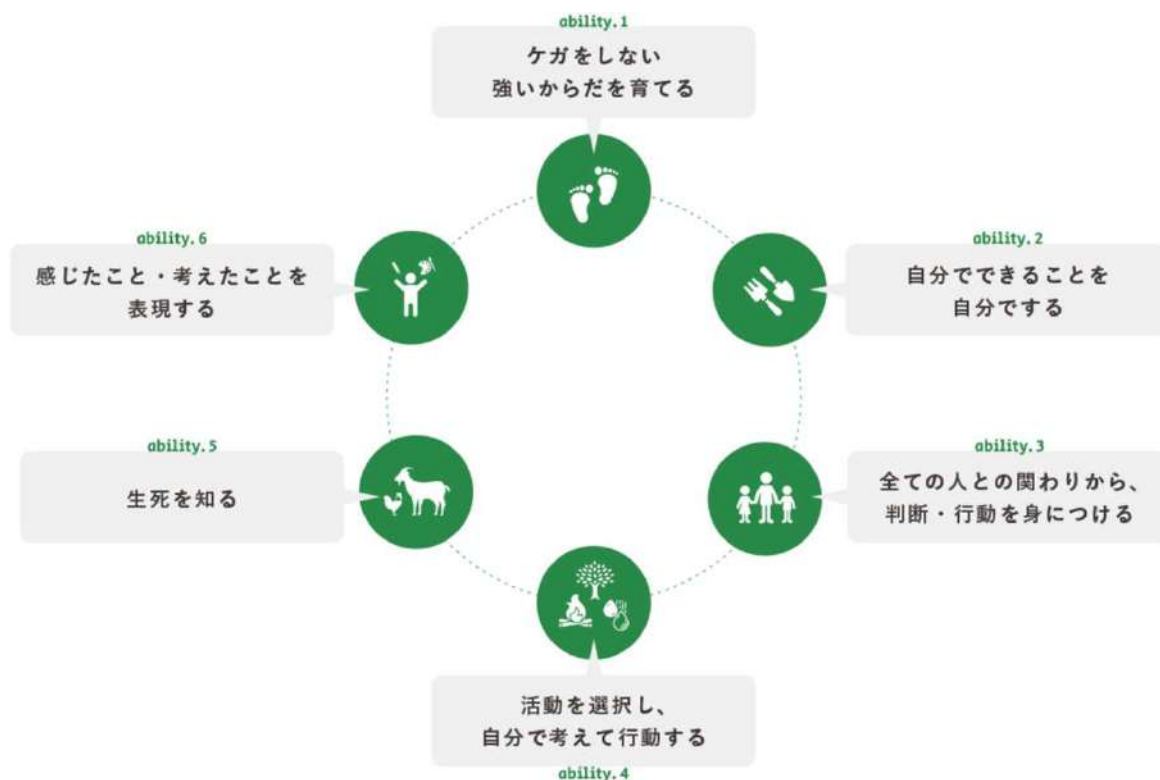 ability.1
ケガをしない
強いからだを育てる
ability.2
自分でできることを
自分でする
ability.3
全ての人との関わりから、
判断・行動を身につける
活動を選択し、
自分で考えて行動する
ability.4
ability.5
生死を知る
ability.6
感じたこと・考えたことを
表現する